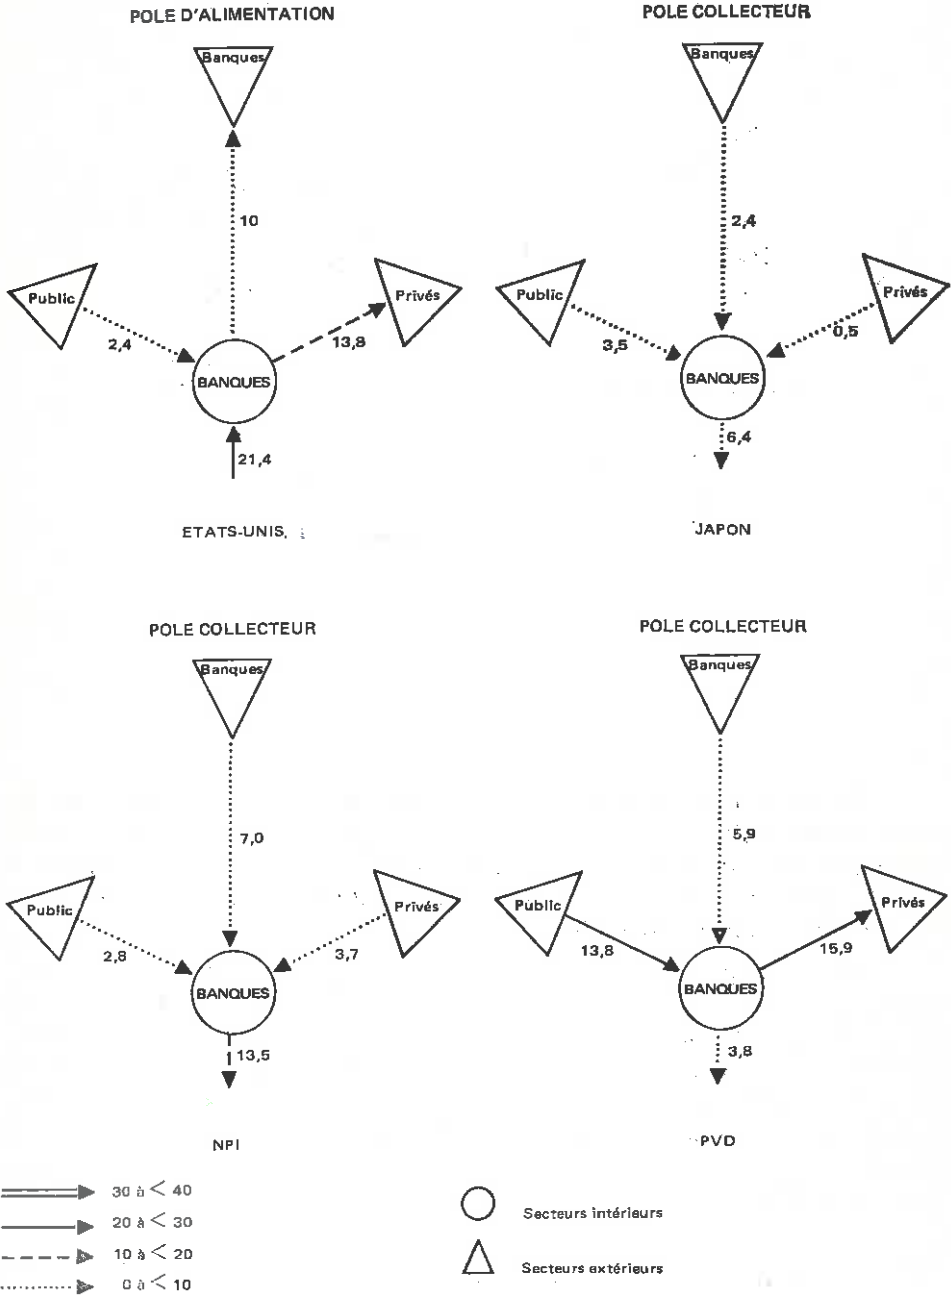 POLE D'ALIMENTATION
Banques
10
Public
Privés
2,4
13,8
BANQUES
21,4
ETATS-UNIS.
POLE COLLECTEUR
Banques
2,4
Public
Privés
3,5
0,5
BANQUES
6,4
JAPON
POLE COLLECTEUR
Banques
7,0
Public
Privés
2,8
3,7
BANQUES
13,5
NPI
POLE COLLECTEUR
Banques
5,9
Public
Privés
13,8
15,9
BANQUES
3,8
PVD
30 à < 40
20 à < 30
10 à < 20
0 à < 10
Secteurs intérieurs
Secteurs extérieurs